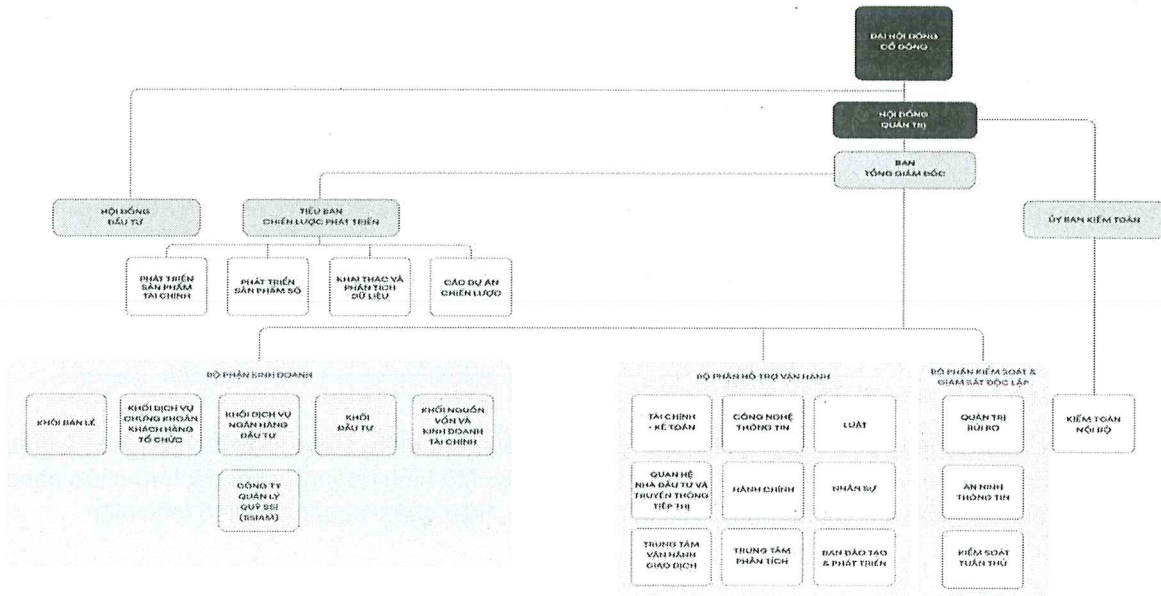 ĐẠI HỘI ĐỒNG
CỔ ĐÔNG
HỘI ĐỒNG
QUẢN TRỊ
BAN
TỔNG GIÁM ĐỐC
HỘI ĐỒNG
ĐẦU TƯ
TIỂU BAN
CHIẾN LƯỢC PHÁT TRIỂN
ỦY BAN KIỂM TOÁN
PHÁT TRIỂN
SẢN PHẨM
TÀI CHÍNH
PHÁT TRIỂN
SẢN PHẨM SỐ
KHAI THÁC VÀ
PHÂN TÍCH
DỮ LIỆU
CÁC DỰ ÁN
CHIẾN LƯỢC
BỘ PHẬN KINH DOANH
KHỐI BÁN LẺ
KHỐI DỊCH VỤ
CHỨNG KHOÁN
KHÁCH HÀNG
TỔ CHỨC
KHỐI DỊCH VỤ
NGÂN HÀNG
ĐẦU TƯ
KHỐI
ĐẦU TƯ
KHỐI NGUỒN
VỐN VÀ
KINH DOANH
TÀI CHÍNH
CÔNG TY
QUẢN LÝ
QUỸ SSI
(SSIAM)
BỘ PHẬN HỖ TRỢ VẬN HÀNH
TÀI CHÍNH
- KẾ TOÁN
CÔNG NGHỆ
THÔNG TIN
LUẬT
QUAN HỆ
NHÀ ĐẦU TƯ VÀ
TRUYỀN THÔNG
TIẾP THỊ
HÀNH CHÍNH
NHÂN SỰ
TRUNG TÂM
VẬN HÀNH
GIAO DỊCH
TRUNG TÂM
PHÂN TÍCH
BAN ĐÀO TẠO
& PHÁT TRIỂN
BỘ PHẬN KIỂM SOÁT &
GIÁM SÁT ĐỘC LẬP
QUẢN TRỊ
RỦI RO
AN NINH
THÔNG TIN
KIỂM SOÁT
TUÂN THỦ
KIỂM TOÁN
NỘI BỘ